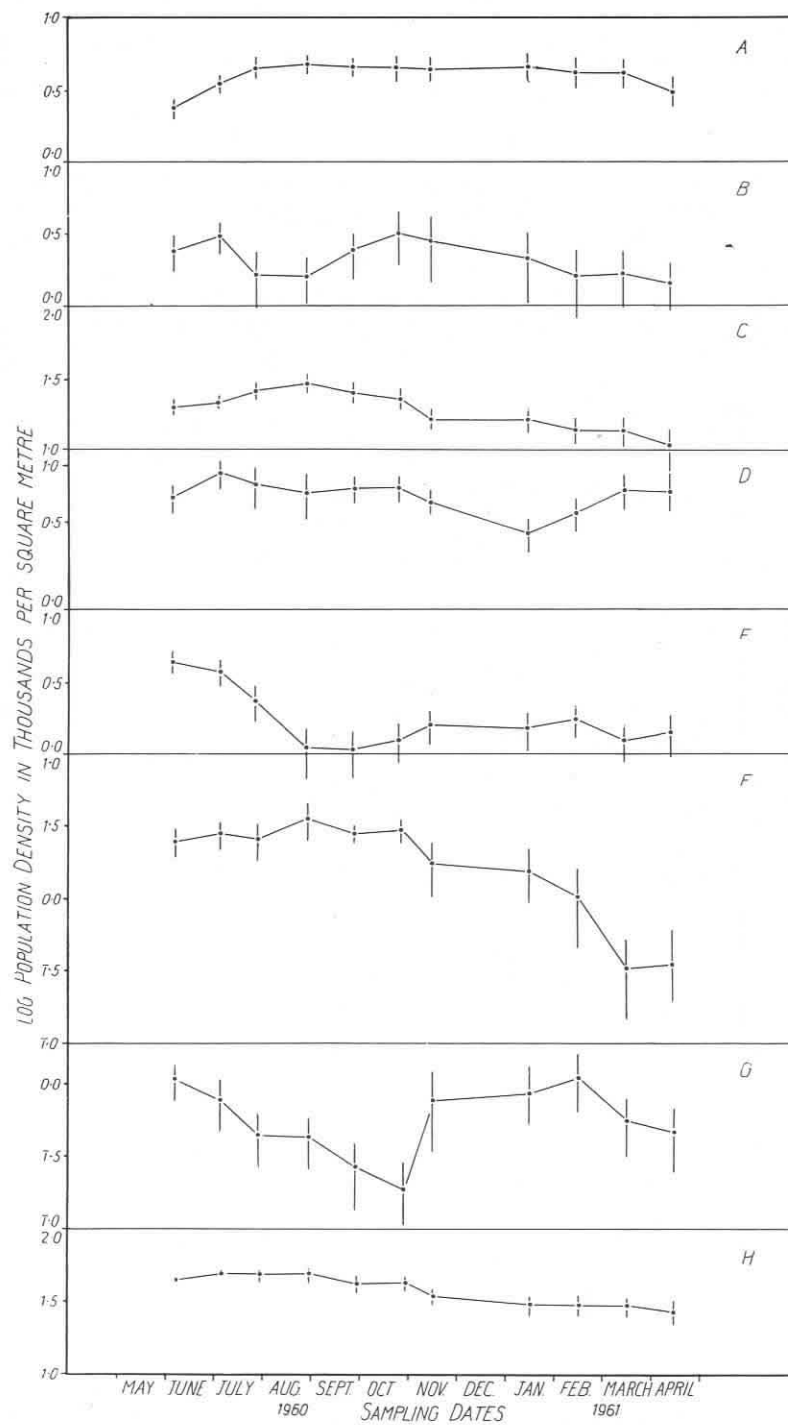 LOG POPULATION DENSITY IN THOUSANDS PER SQUARE METRE
1·0
A
0·5
0·0
1·0
B
0·5
0·0
2·0
C
1·5
1·0
1·0
D
0·5
0·0
1·0
E
0·5
0·0
1·0
F
1·5
0·0
1̄·5
1̄·0
G
0·0
1̄·5
1̄·0
2·0
H
1·5
1·0
MAY JUNE JULY AUG. SEPT. OCT NOV. DEC. JAN. FEB. MARCH APRIL
1960 SAMPLING DATES 1961